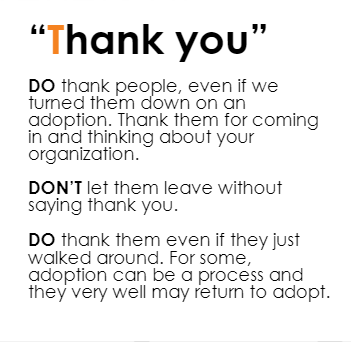 “Thank you”
DO thank people, even if we
turned them down on an
adoption. Thank them for coming
in and thinking about your
organization.
DON’T let them leave without
saying thank you.
DO thank them even if they just
walked around. For some,
adoption can be a process and
they very well may return to adopt.